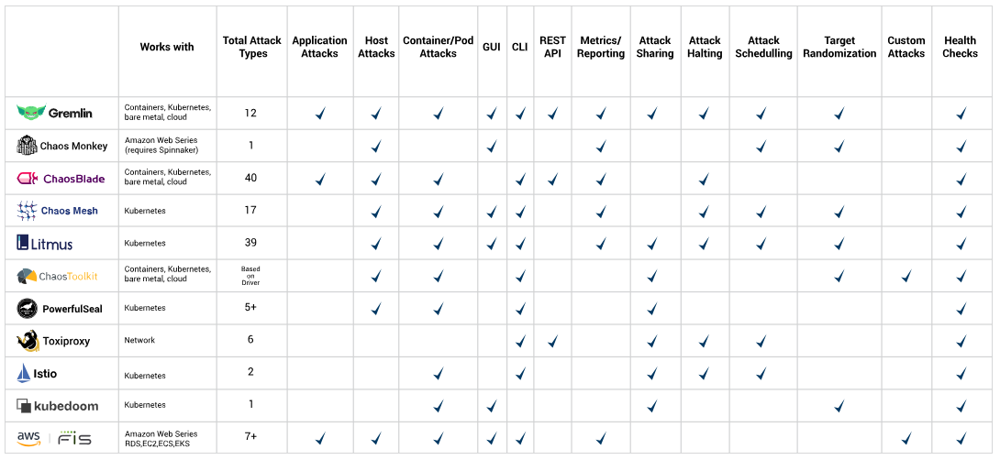 Works with
Total Attack
Types
Application
Attacks
Host
Attacks
Container/Pod
Attacks
GUI
CLI
REST
API
Metrics/
Reporting
Attack
Sharing
Attack
Halting
Attack
Schedulling
Target
Randomization
Custom
Attacks
Health
Checks
Gremlin
Containers, Kubernetes,
bare metal, cloud
12
Chaos Monkey
Amazon Web Series
(requires Spinnaker)
1
ChaosBlade
Containers, Kubernetes,
bare metal, cloud
40
Chaos Mesh
Kubernetes
17
Litmus
Kubernetes
39
ChaosToolkit
Containers, Kubernetes,
bare metal, cloud
Based
on
Driver
PowerfulSeal
Kubernetes
5+
Toxiproxy
Network
6
Istio
Kubernetes
2
kubedoom
Kubernetes
1
aws FIS
Amazon Web Series
RDS,EC2,ECS,EKS
7+